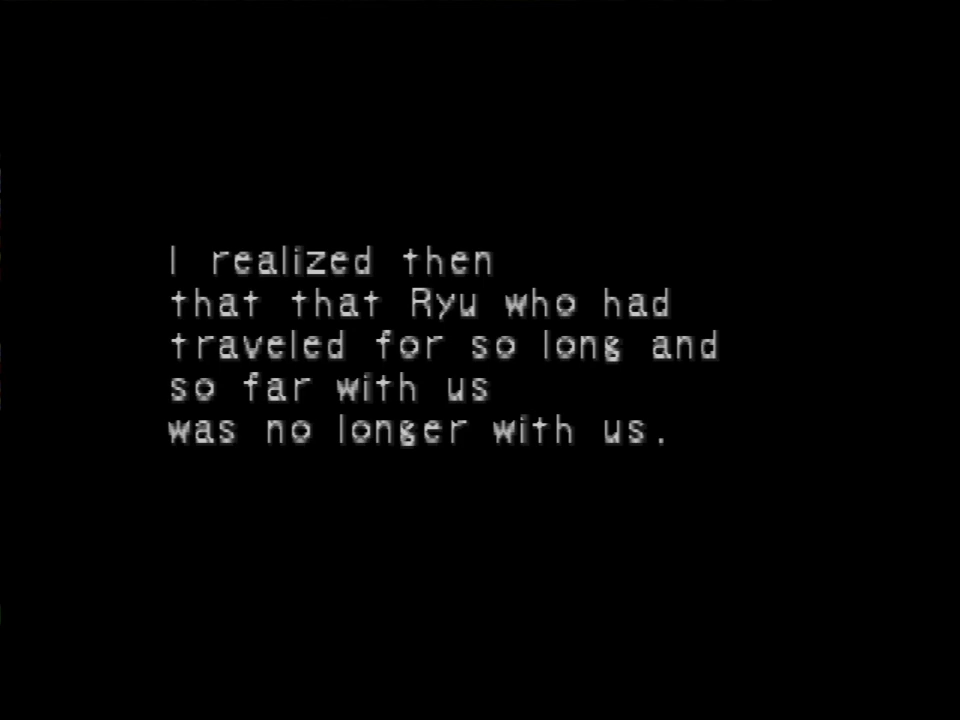 I realized then
that that Ryu who had
traveled for so long and
so far with us
was no longer with us.